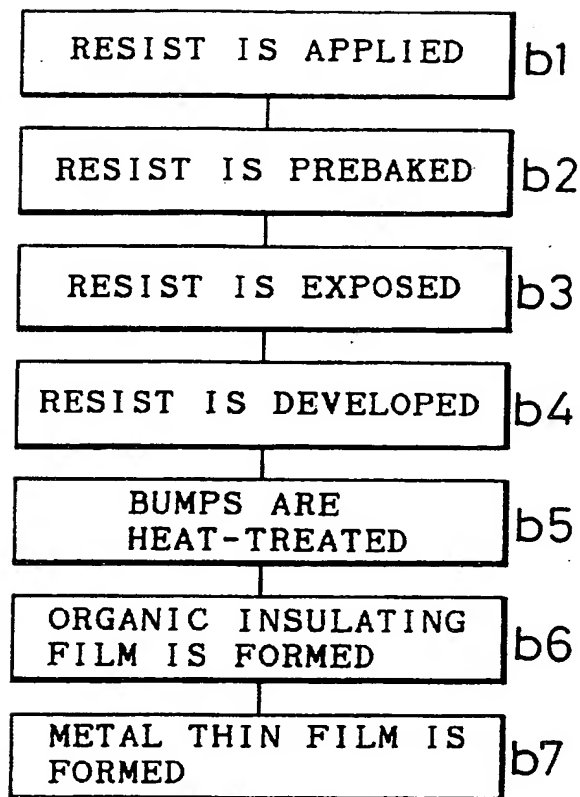 RESIST IS APPLIED b1
RESIST IS PREBAKED b2
RESIST IS EXPOSED b3
RESIST IS DEVELOPED b4
BUMPS ARE
HEAT-TREATED b5
ORGANIC INSULATING
FILM IS FORMED b6
METAL THIN FILM IS
FORMED b7